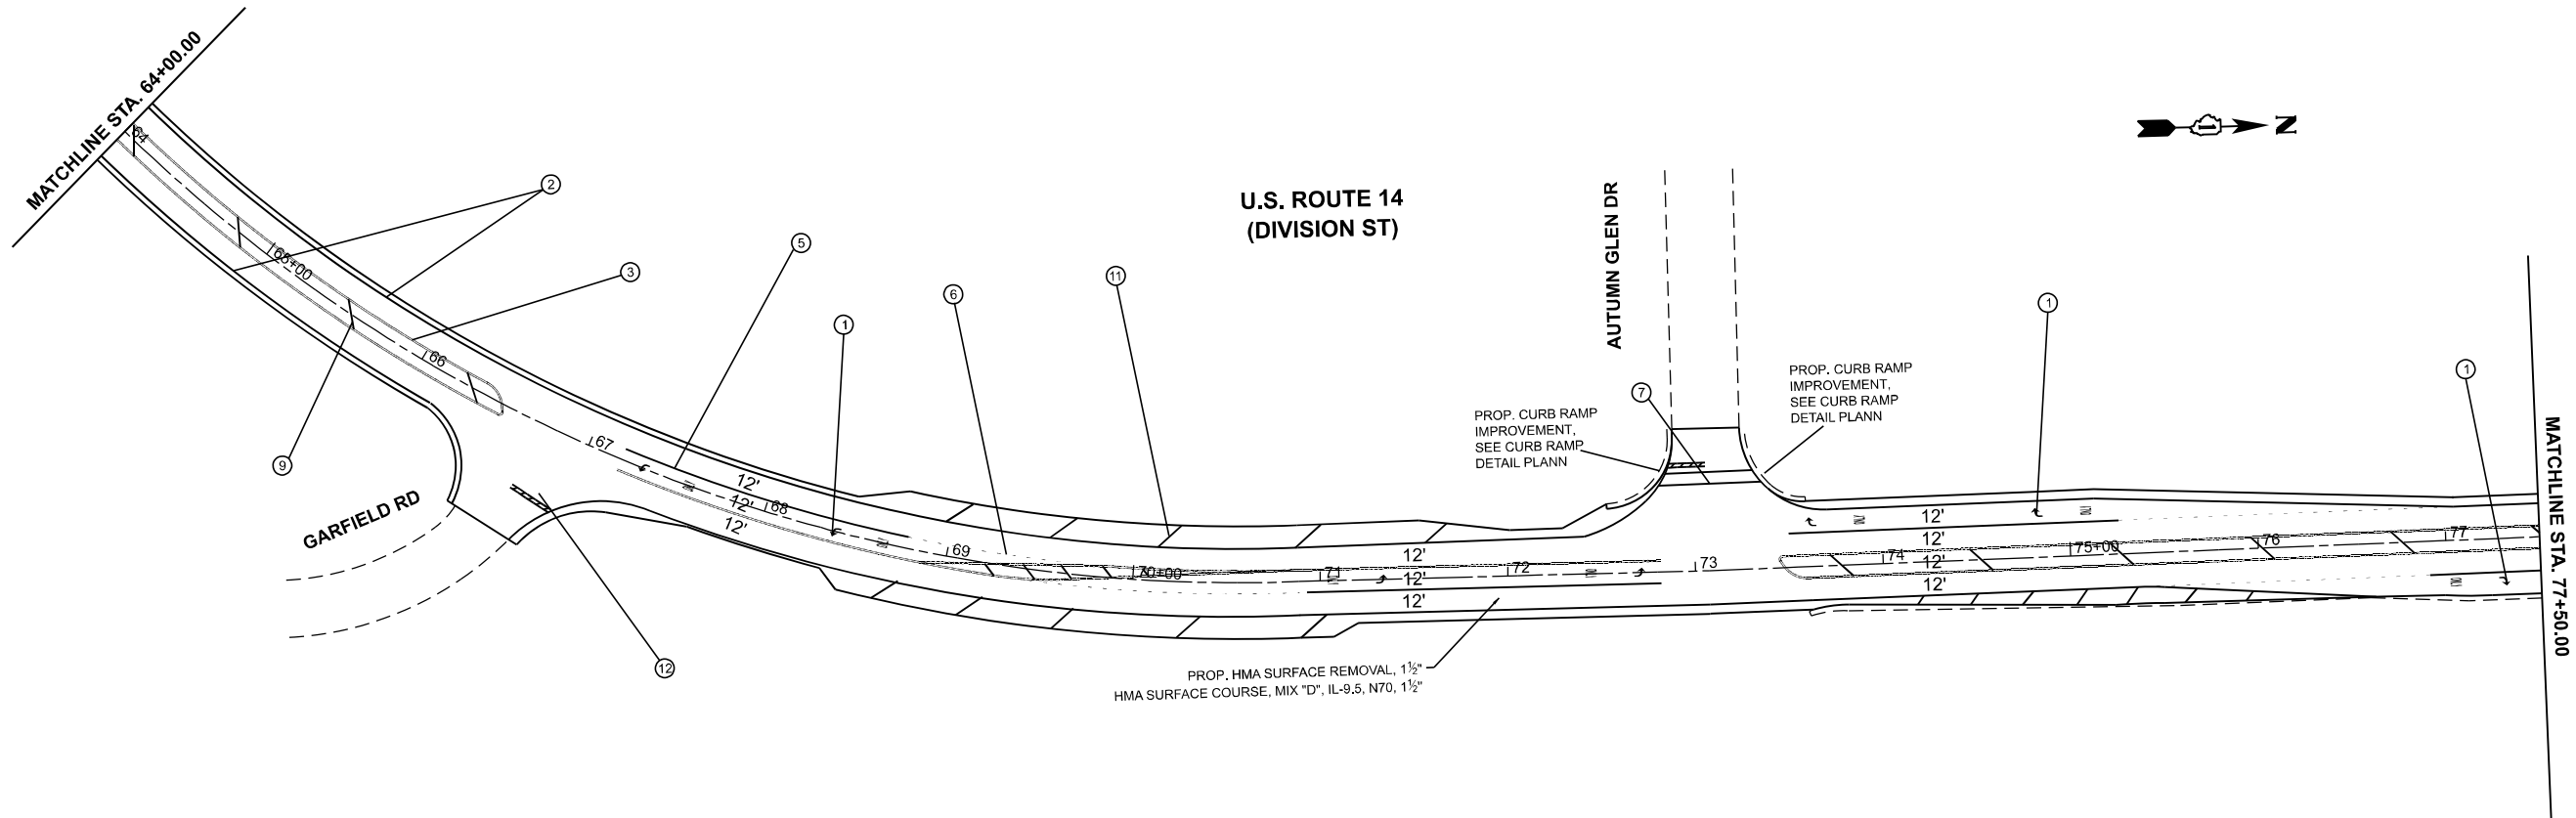 MATCHLINE STA. 64+00.00
U.S. ROUTE 14
(DIVISION ST)
AUTUMN GLEN DR
N
2
5
3
6
1
11
7
1
1
9
12
64
65+00
66
67
68
69
70+00
71
72
73
74
75+00
76
77
12'
12'
12'
12'
12'
12'
12'
12'
12'
12'
GARFIELD RD
PROP. CURB RAMP
IMPROVEMENT,
SEE CURB RAMP
DETAIL PLANN
PROP. CURB RAMP
IMPROVEMENT,
SEE CURB RAMP
DETAIL PLANN
PROP. HMA SURFACE REMOVAL, 1½"
HMA SURFACE COURSE, MIX "D", IL-9.5, N70, 1½"
MATCHLINE STA. 77+50.00